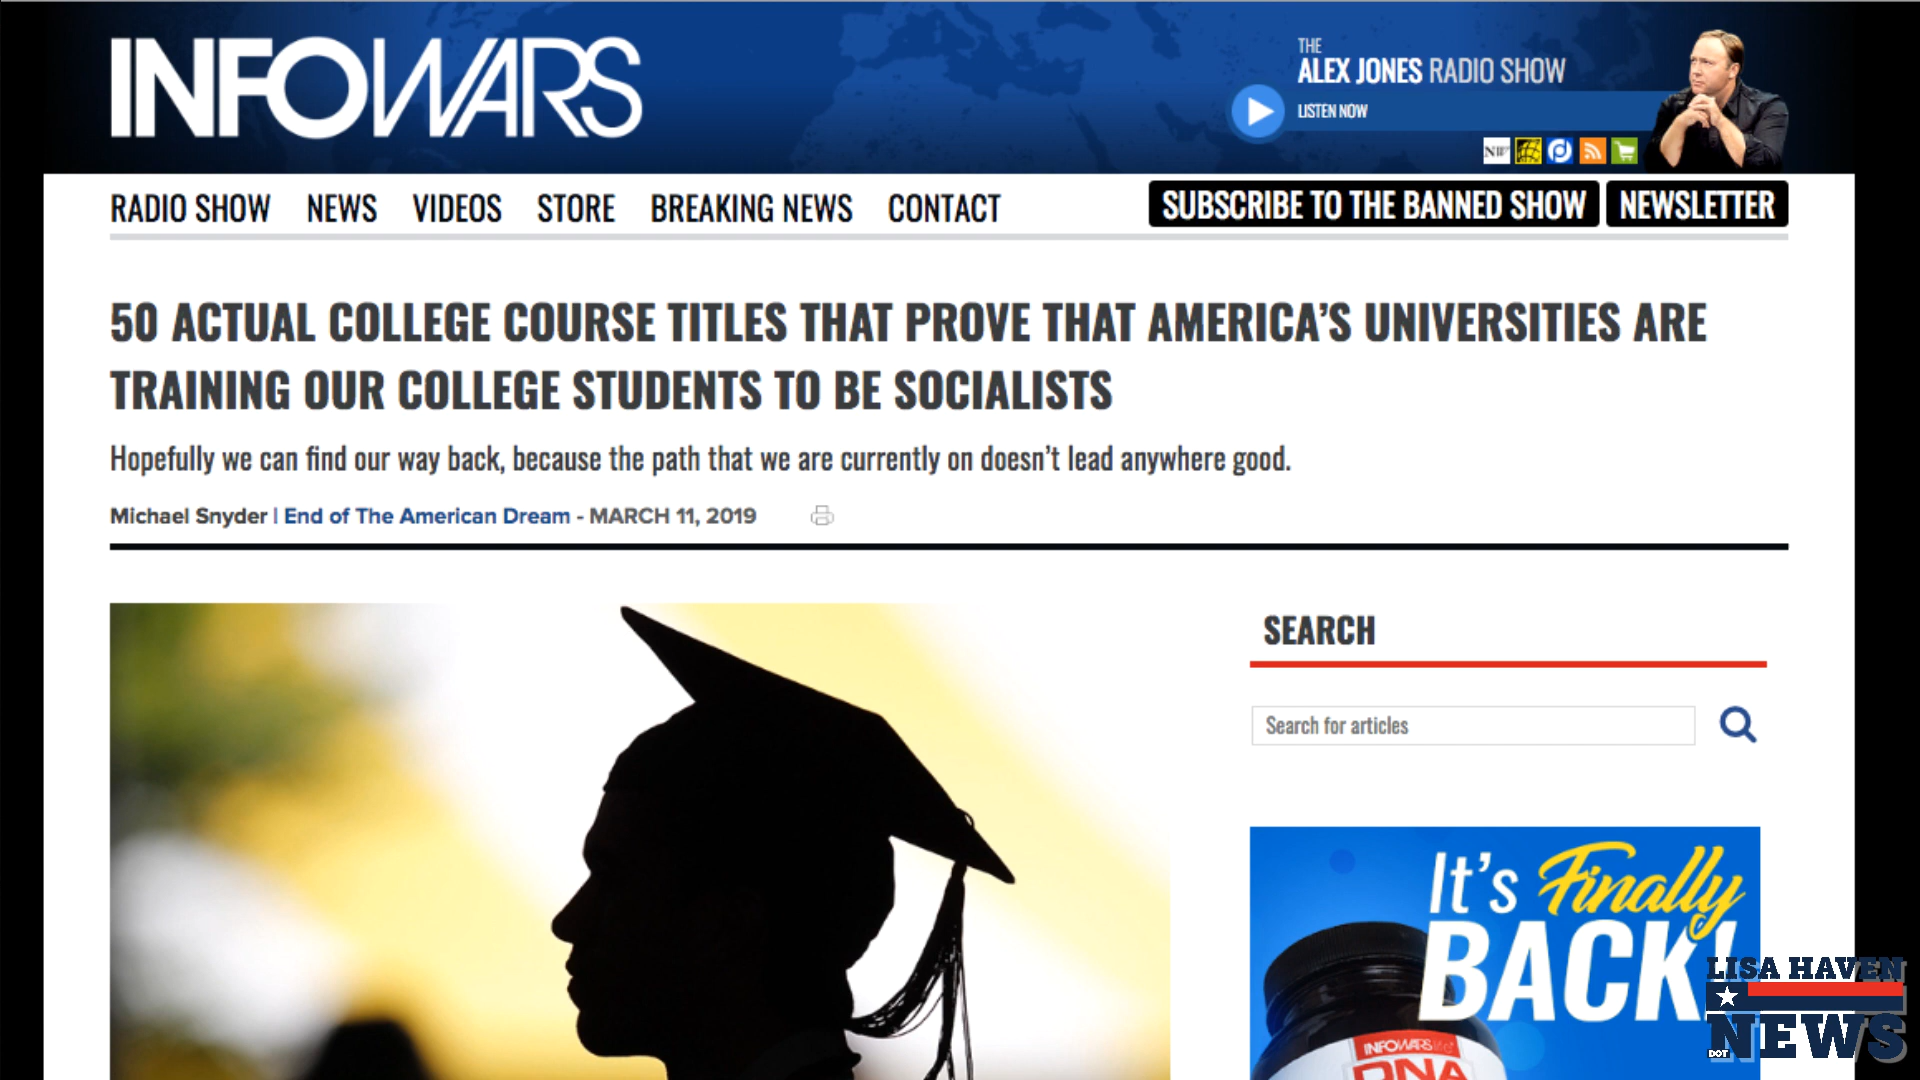 INFOWARS
THE
ALEX JONES RADIO SHOW
LISTEN NOW
NW
RADIO SHOW NEWS VIDEOS STORE BREAKING NEWS CONTACT SUBSCRIBE TO THE BANNED SHOW NEWSLETTER
50 ACTUAL COLLEGE COURSE TITLES THAT PROVE THAT AMERICA’S UNIVERSITIES ARE
TRAINING OUR COLLEGE STUDENTS TO BE SOCIALISTS
Hopefully we can find our way back, because the path that we are currently on doesn’t lead anywhere good.
Michael Snyder | End of The American Dream - MARCH 11, 2019
SEARCH
Search for articles
It’s Finally
BACK!
INFOWARS
DNA
LISA HAVEN
DOT NEWS